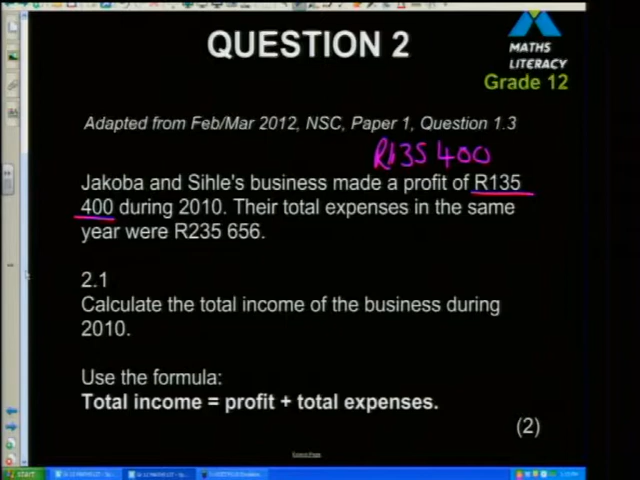 QUESTION 2
MATHS
LITERACY
Grade 12
Adapted from Feb/Mar 2012, NSC, Paper 1, Question 1.3
R135 400
Jakoba and Sihle's business made a profit of R135
400 during 2010. Their total expenses in the same
year were R235 656.
2.1
Calculate the total income of the business during
2010.
Use the formula:
Total income = profit + total expenses.
(2)
start